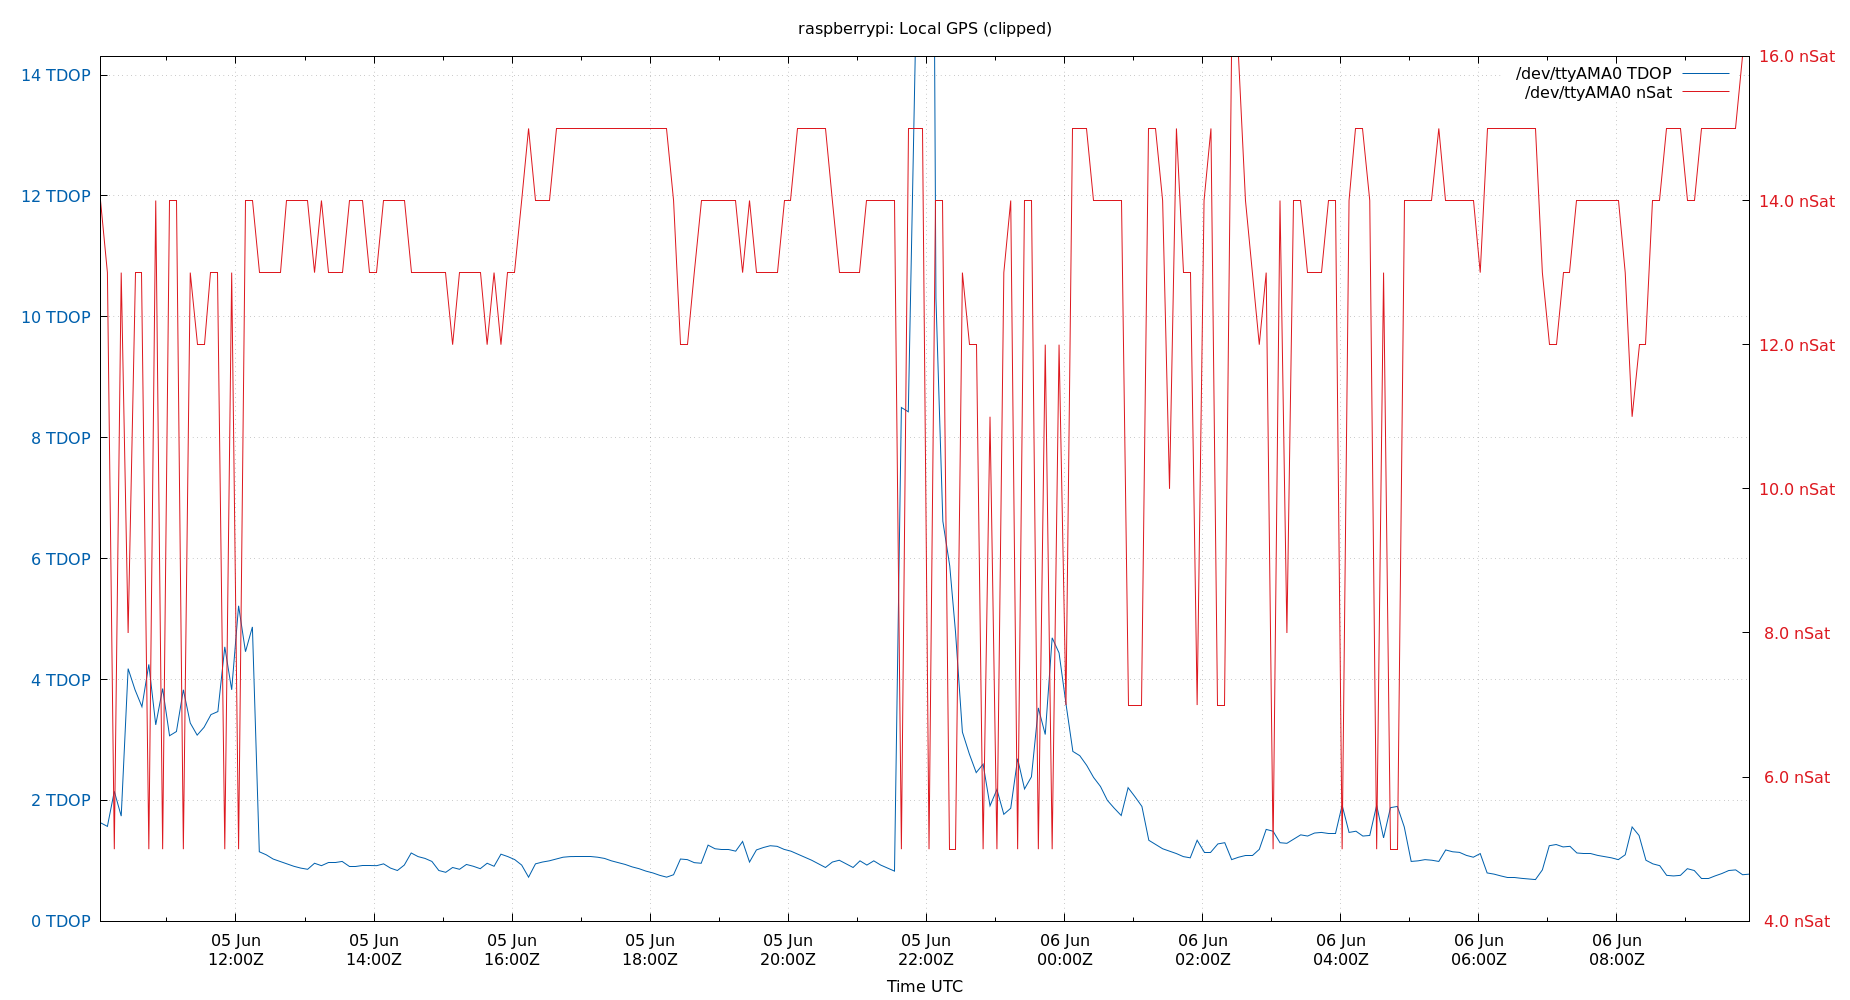 raspberrypi: Local GPS (clipped)
14 TDOP
12 TDOP
10 TDOP
8 TDOP
6 TDOP
4 TDOP
2 TDOP
0 TDOP
16.0 nSat
14.0 nSat
12.0 nSat
10.0 nSat
8.0 nSat
6.0 nSat
4.0 nSat
/dev/ttyAMA0 TDOP
/dev/ttyAMA0 nSat
05 Jun 05 Jun 05 Jun 05 Jun 05 Jun 05 Jun 06 Jun 06 Jun 06 Jun 06 Jun 06 Jun
12:00Z 14:00Z 16:00Z 18:00Z 20:00Z 22:00Z 00:00Z 02:00Z 04:00Z 06:00Z 08:00Z
Time UTC